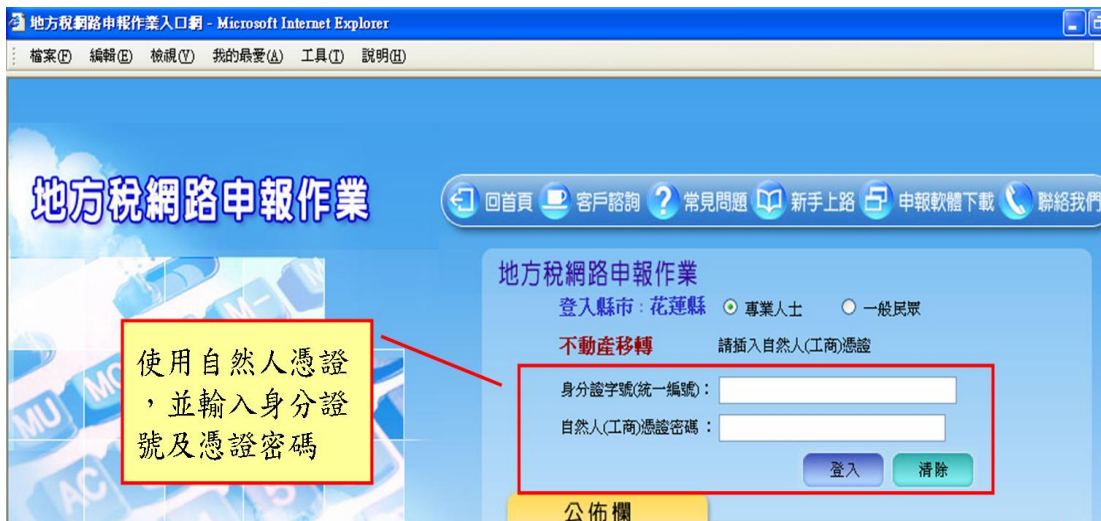 地方稅網路申報作業入口網 - Microsoft Internet Explorer
檔案(F) 編輯(E) 檢視(V) 我的最愛(A) 工具(T) 說明(H)
地方稅網路申報作業
回首頁 客戶諮詢 常見問題 新手上路 申報軟體下載 聯絡我們
地方稅網路申報作業
登入縣市：花蓮縣 專業人士 一般民眾
不動產移轉 請插入自然人(工商)憑證
使用自然人憑證
，並輸入身分證
號及憑證密碼
身分證字號(統一編號)：
自然人(工商)憑證密碼：
登入 清除
公佈欄
MU
MC
M-
AC
5